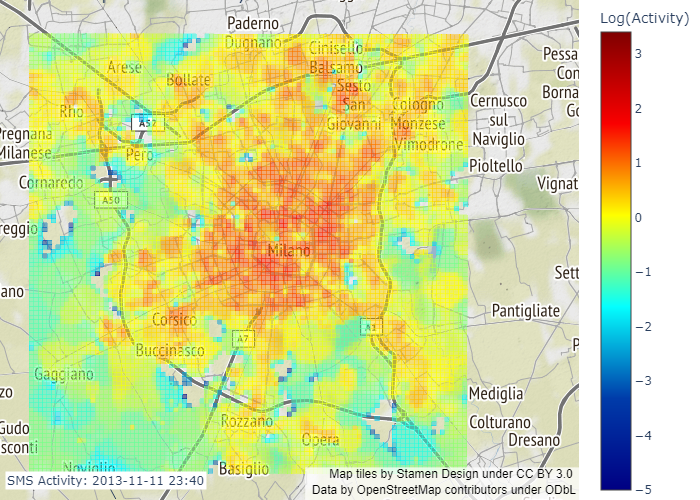 Log(Activity)
Paderno
Dugnano
Cinisello
Balsamo
Arese
Bollate
Sesto
San
Giovanni
Rho
Cologno
Monzese
Vimodrone
Cernusco
sul
Naviglio
Pessa
Con
Borna
Go
A52
Pregnana
Milanese
Pero
Pioltello
Cornaredo
A50
Vignat
reggio
Milano
Sett
ano
Pantigliate
Corsico
A7
A1
Buccinasco
P
Gaggiano
zo
Mediglia
Rozzano
Colturano
Gudo
sconti
Opera
Dresano
Noviglio
Basiglio
3
2
1
0
−1
−2
−3
−4
−5
SMS Activity: 2013-11-11 23:40
Map tiles by Stamen Design under CC BY 3.0
Data by OpenStreetMap contributors under ODbL